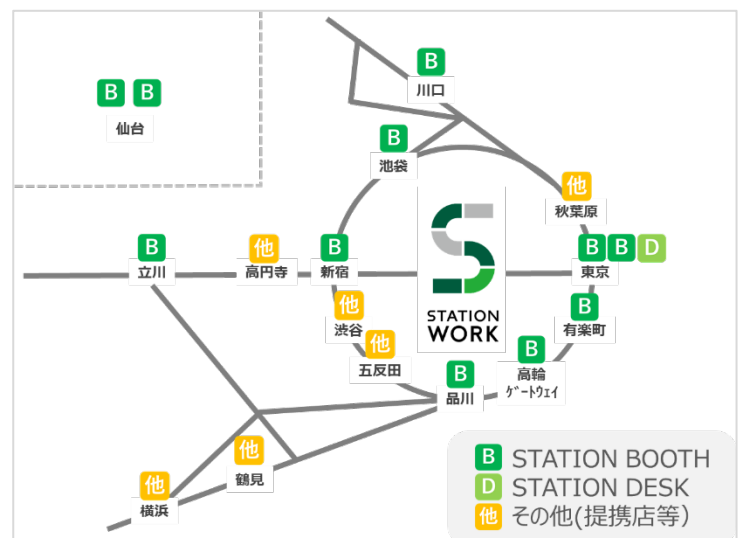 B
川口
B B
仙台
B
池袋
他
秋葉原
B
立川
他
高円寺
B
新宿
STATION
WORK
B B D
東京
他
渋谷
B
有楽町
他
五反田
B
品川
B
高輪
ゲートウェイ
他
鶴見
他
横浜
B STATION BOOTH
D STATION DESK
他 その他(提携店等)